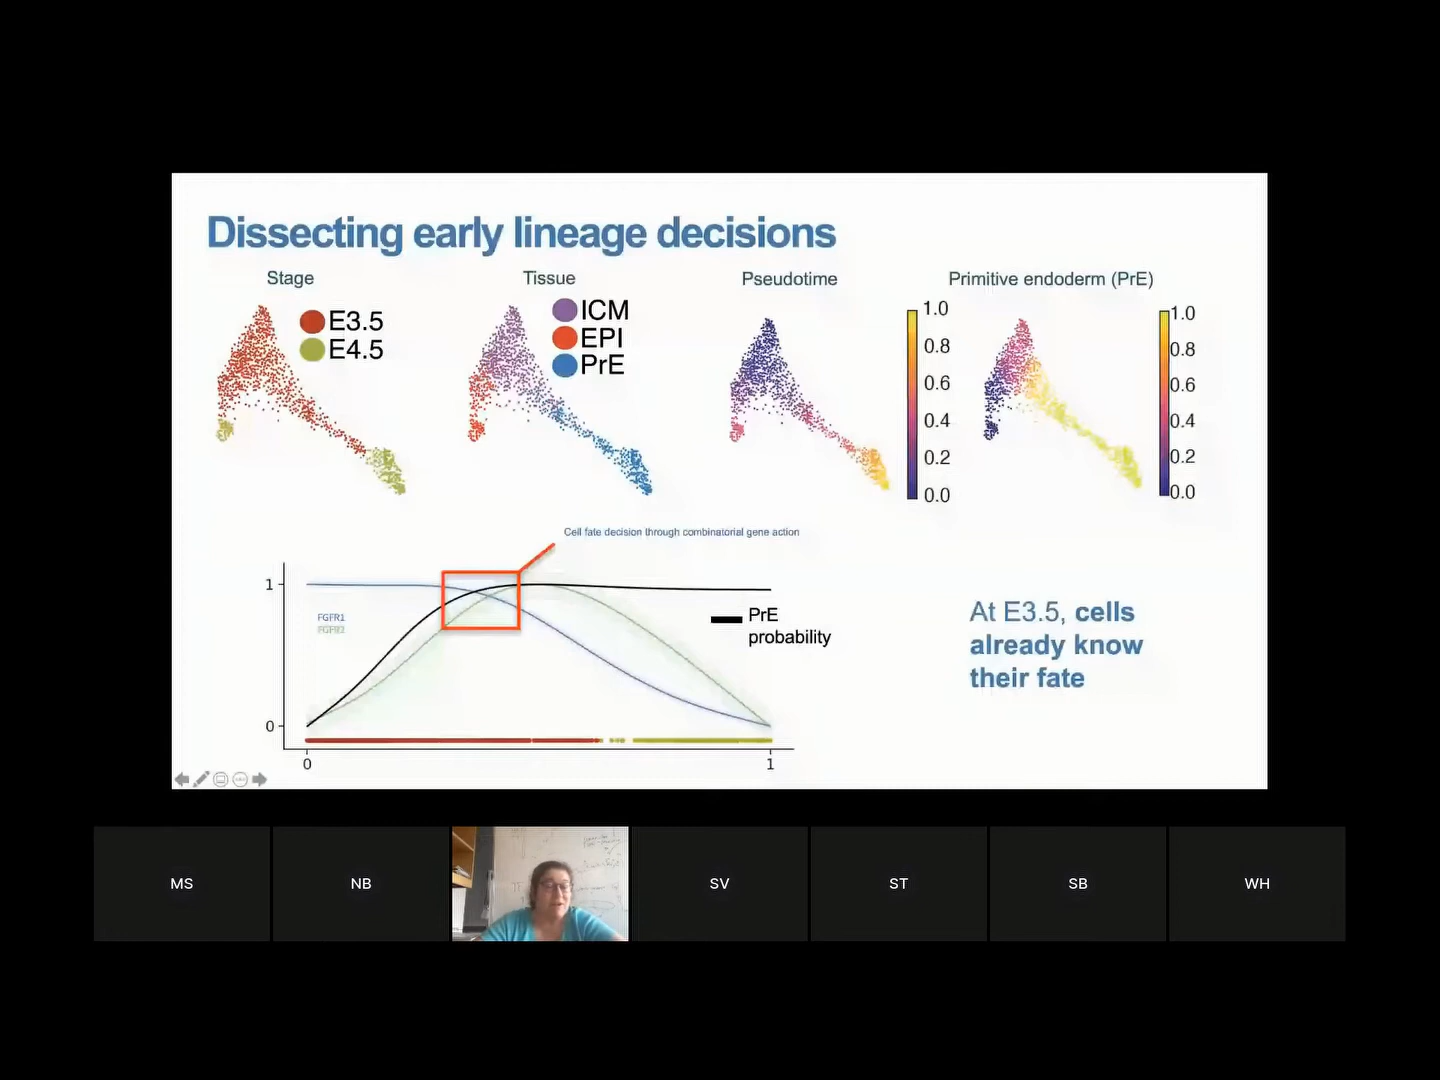 Dissecting early lineage decisions
Stage
E3.5
E4.5
Tissue
ICM
EPI
PrE
Pseudotime
1.0
0.8
0.6
0.4
0.2
0.0
Primitive endoderm (PrE)
1.0
0.8
0.6
0.4
0.2
0.0
Cell fate decision through combinatorial gene action
1
0
FGFR1
FGFR2
0
1
PrE
probability
At E3.5, cells
already know
their fate
MS
NB
SV
ST
SB
WH